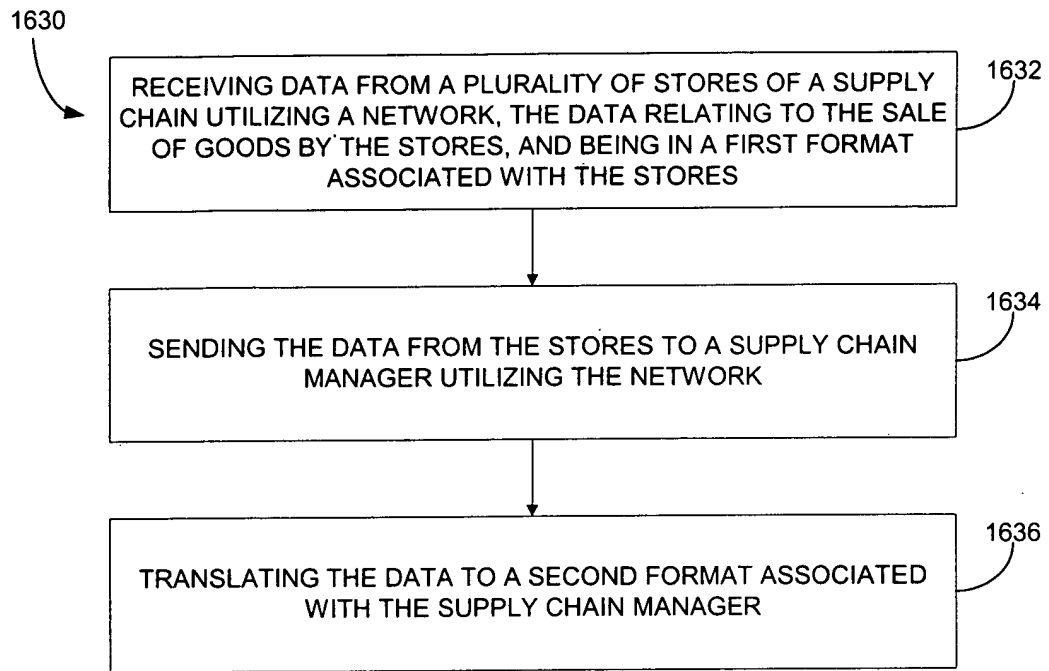 1630
RECEIVING DATA FROM A PLURALITY OF STORES OF A SUPPLY
CHAIN UTILIZING A NETWORK, THE DATA RELATING TO THE SALE
OF GOODS BY THE STORES, AND BEING IN A FIRST FORMAT
ASSOCIATED WITH THE STORES
1632
SENDING THE DATA FROM THE STORES TO A SUPPLY CHAIN
MANAGER UTILIZING THE NETWORK
1634
TRANSLATING THE DATA TO A SECOND FORMAT ASSOCIATED
WITH THE SUPPLY CHAIN MANAGER
1636